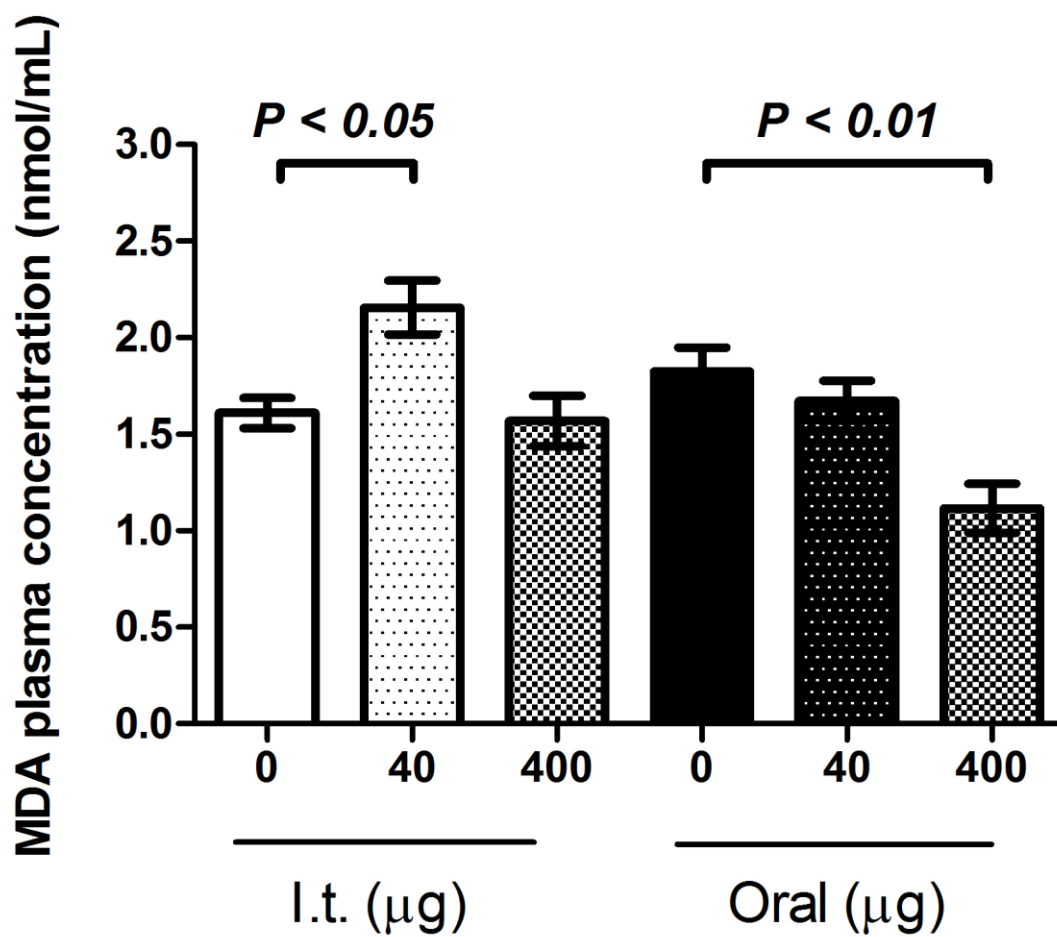 MDA plasma concentration (nmol/mL)
P < 0.05
P < 0.01
3.0
2.5
2.0
1.5
1.0
0.5
0.0
0 40 400 0 40 400
I.t. (μg) Oral (μg)